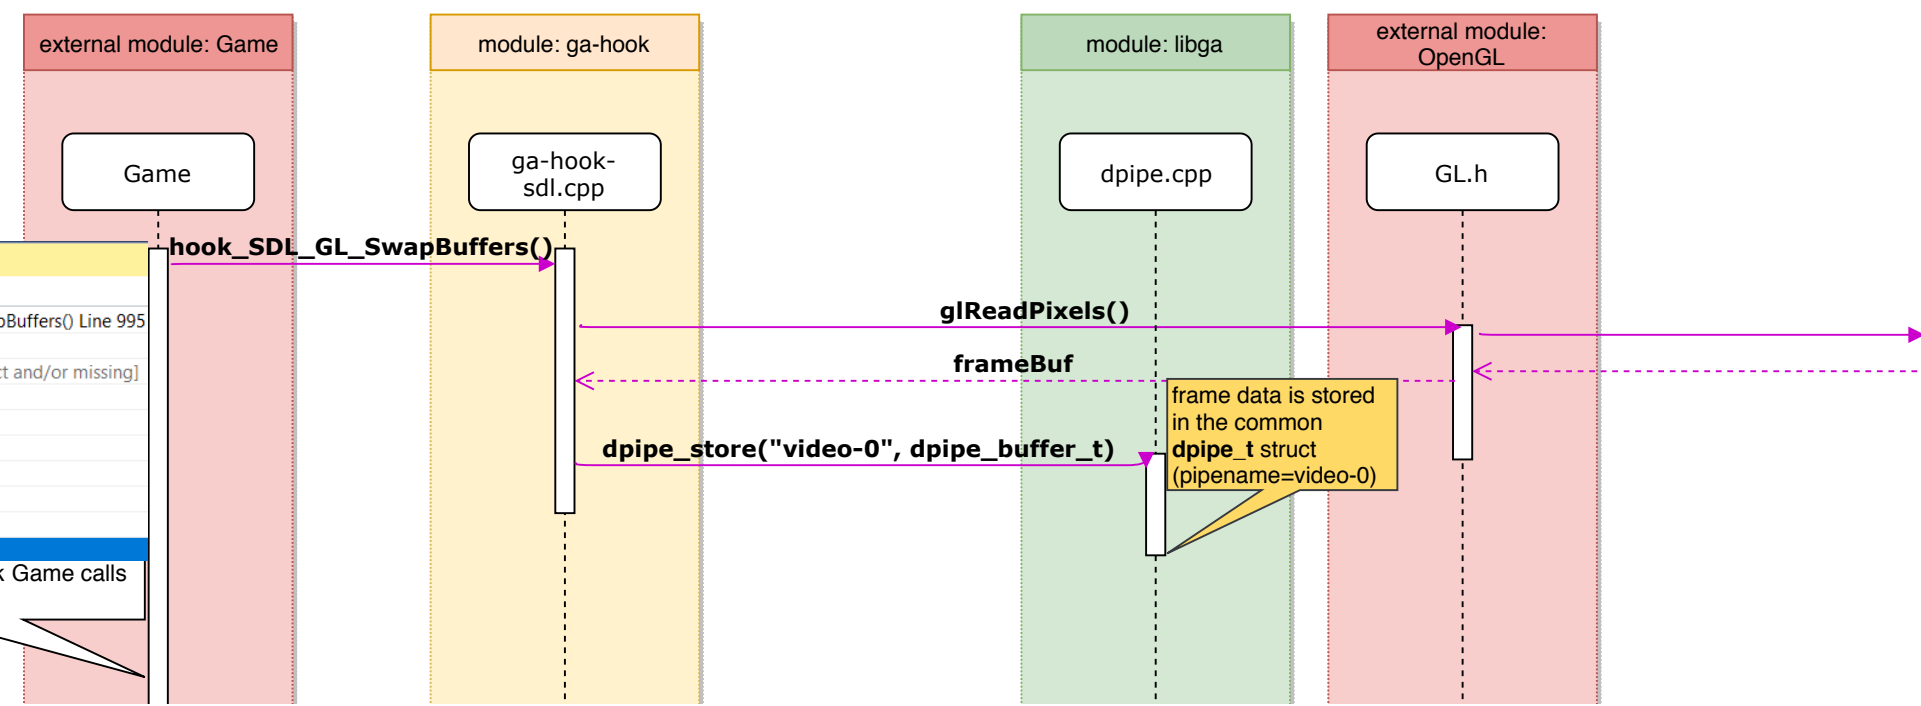 external module: Game
module: ga-hook
module: libga
external module:
OpenGL
Game
ga-hook-
sdl.cpp
dpipe.cpp
GL.h
hook_SDL_GL_SwapBuffers()
glReadPixels()
Buffers() Line 995
frameBuf
and/or missing]
frame data is stored
in the common
dpipe_t struct
(pipename=video-0)
dpipe_store("video-0", dpipe_buffer_t)
Game calls